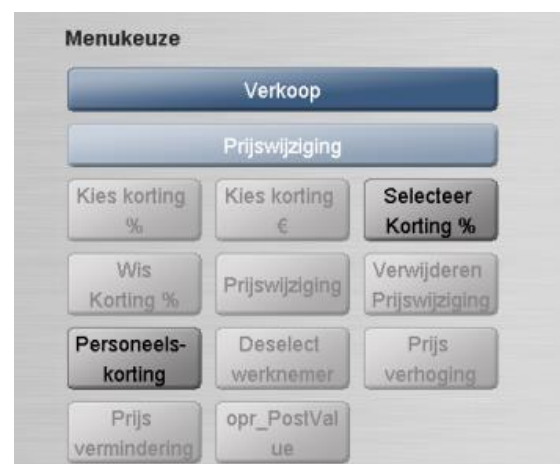 Menukeuze
Verkoop
Prijswijziging
Kies korting
%
Kies korting
€
Selecteer
Korting %
Wis
Korting %
Prijswijziging
Verwijderen
Prijswijziging
Personeels-
korting
Deselect
werknemer
Prijs
verhoging
Prijs
vermindering
opr_PostVal
ue